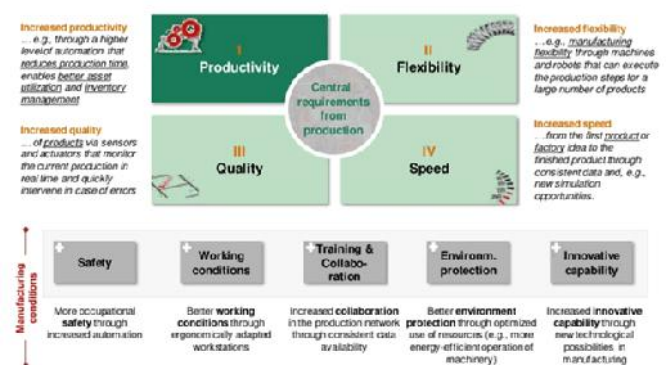 Increased productivity
... e.g., through a higher
level of automation that
reduces production time,
enables better asset
utilization and inventory
management
I
Productivity
II
Flexibility
Increased flexibility
...e.g., manufacturing
flexibility through machines
and robots that can execute
the production steps for a
large number of products
Central
requirements
from
production
Increased quality
... of products via sensors
and actuators that monitor
the current production in
real time and quickly
intervene in case of errors
III
Quality
IV
Speed
Increased speed
...from the first product or
factory idea to the
finished product through
consistent data and, e.g.,
new simulation
opportunities.
Manufacturing
conditions
+
Safety
+
Working
conditions
+
Training &
Collabo-
ration
+
Environm.
protection
+
Innovative
capability
More occupational
safety through
increased automation
Better working
conditions through
ergonomically adapted
workstations
Increased collaboration
in the production network
through consistent data
availability
Better environment
protection through optimized
use of resources (e.g., more
energy-efficient operation of
machinery)
Increased innovative
capability through
new technological
possibilities in
manufacturing